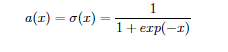 a(x) = σ(x) = 1 / (1 + exp(−x))